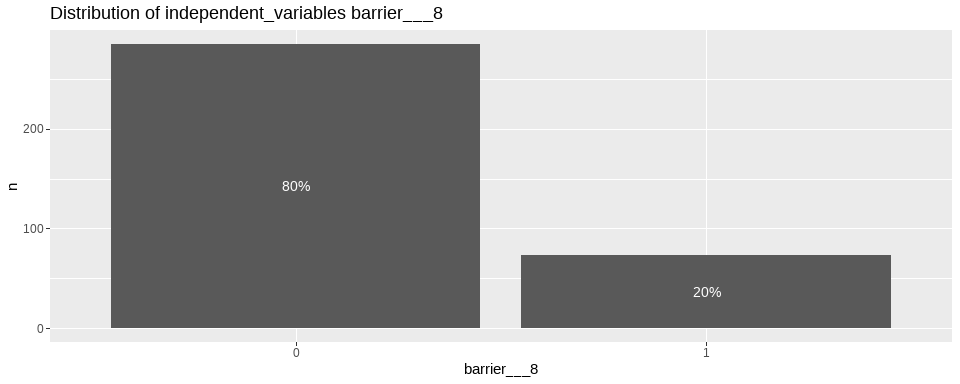 Distribution of independent_variables barrier___8
n
200
100
0
80%
20%
0
1
barrier___8